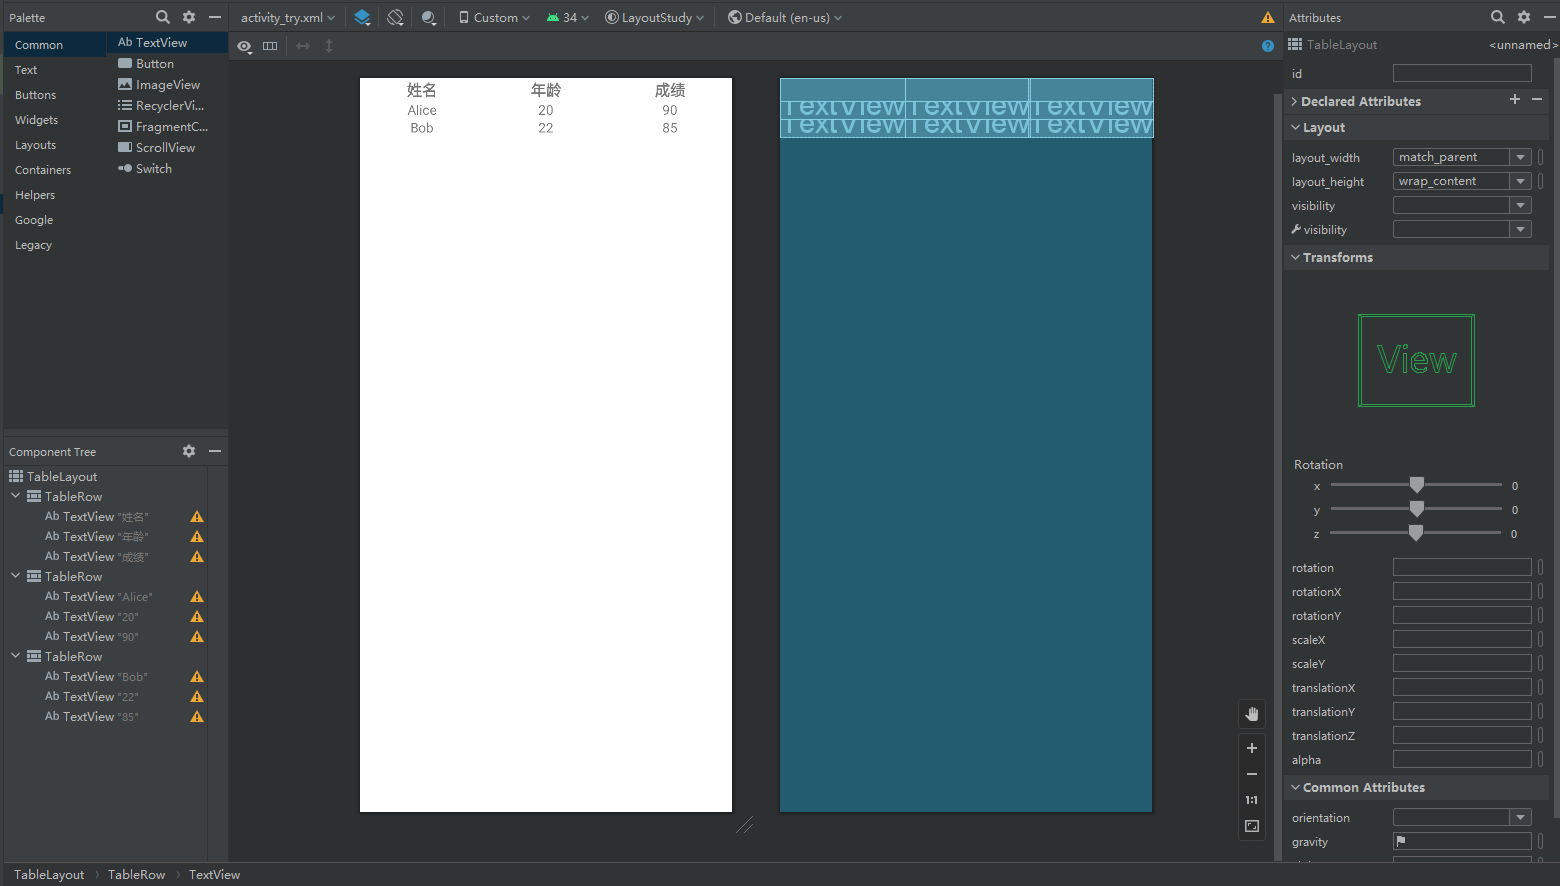 Palette
activity_try.xml
Custom
34
LayoutStudy
Default (en-us)
Attributes
Common
Text
Buttons
Widgets
Layouts
Containers
Helpers
Google
Legacy
Ab TextView
Button
ImageView
RecyclerVi...
FragmentC...
ScrollView
Switch
姓名 年龄 成绩
Alice 20 90
Bob 22 85
TextView TextView TextView
TextView TextView TextView
Component Tree
TableLayout
TableRow
Ab TextView "姓名"
Ab TextView "年龄"
Ab TextView "成绩"
TableRow
Ab TextView "Alice"
Ab TextView "20"
Ab TextView "90"
TableRow
Ab TextView "Bob"
Ab TextView "22"
Ab TextView "85"
1:1
TableLayout <unnamed>
id
Declared Attributes
Layout
layout_width match_parent
layout_height wrap_content
visibility
visibility
Transforms
View
Rotation
x 0
y 0
z 0
rotation
rotationX
rotationY
scaleX
scaleY
translationX
translationY
translationZ
alpha
Common Attributes
orientation
gravity
TableLayout > TableRow > TextView